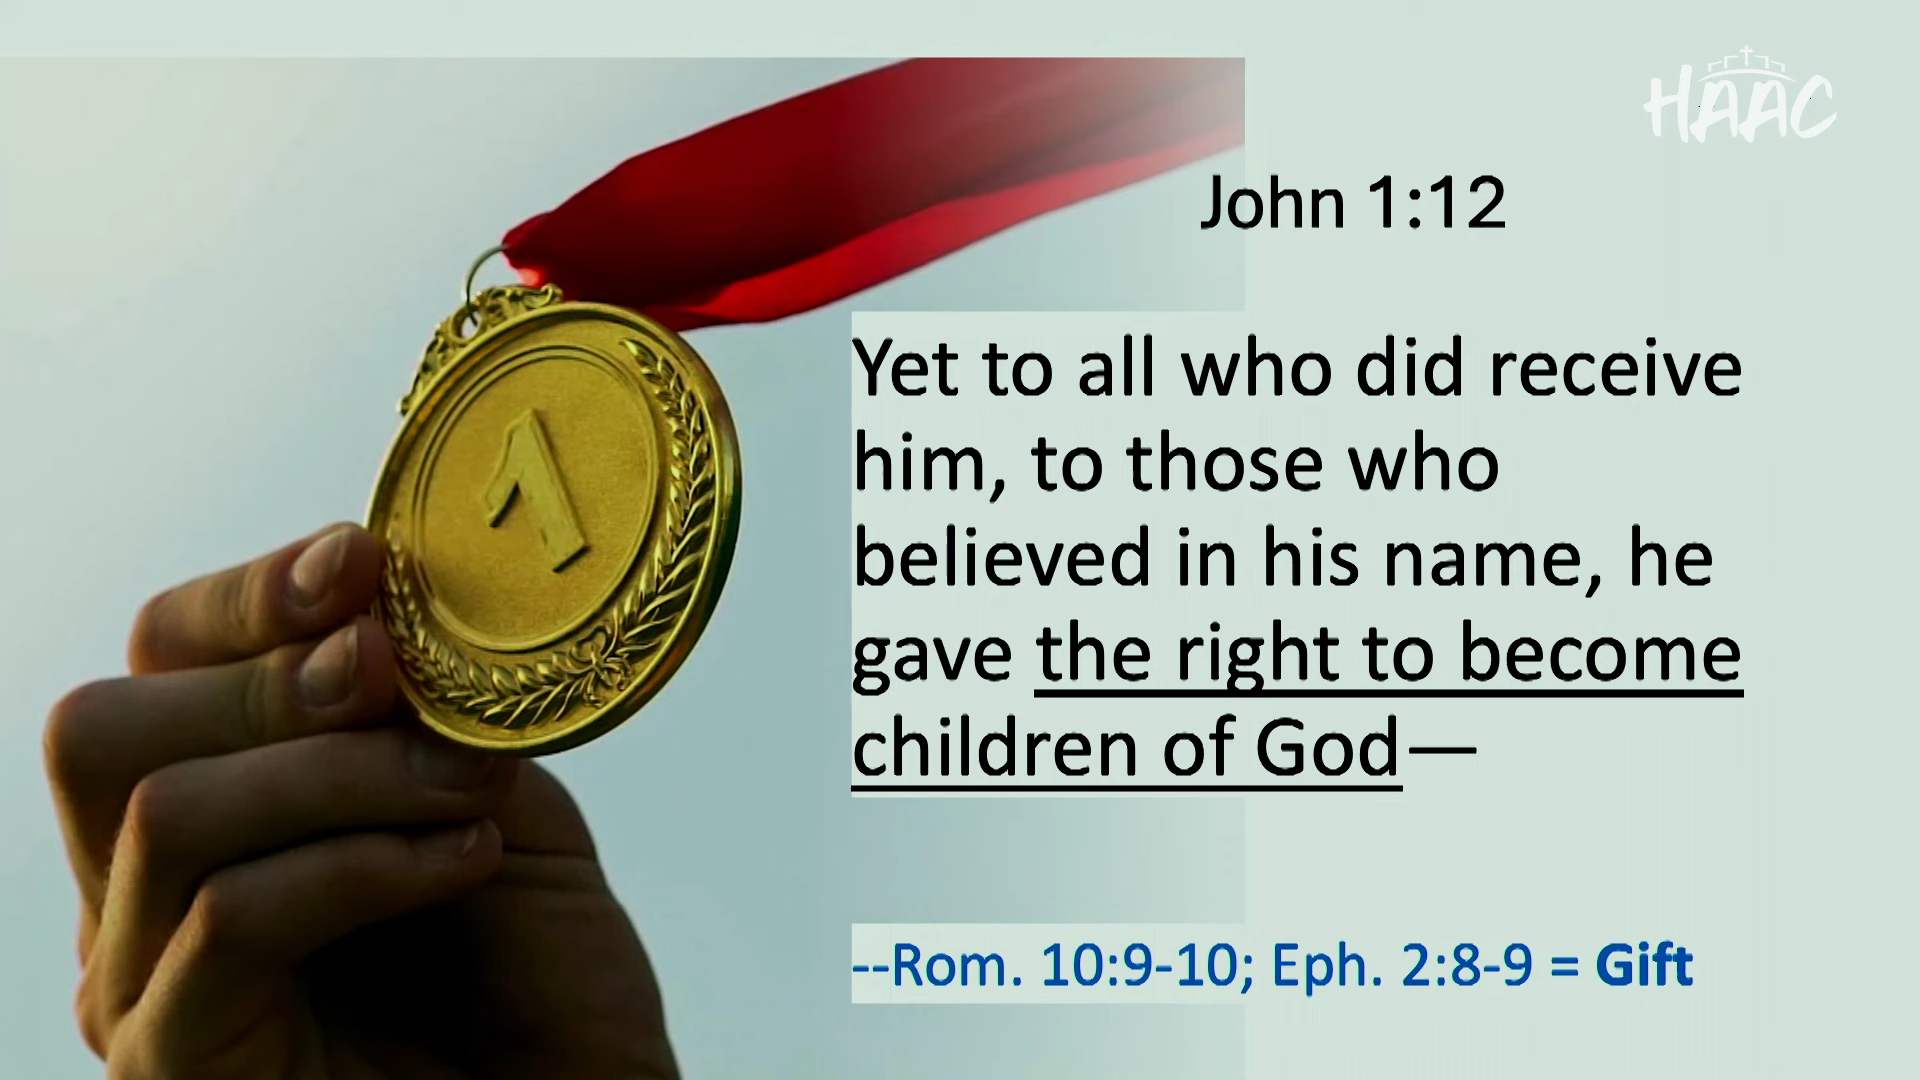 HAAC
John 1:12
Yet to all who did receive
him, to those who
believed in his name, he
gave the right to become
children of God—
--Rom. 10:9-10; Eph. 2:8-9 = Gift
1